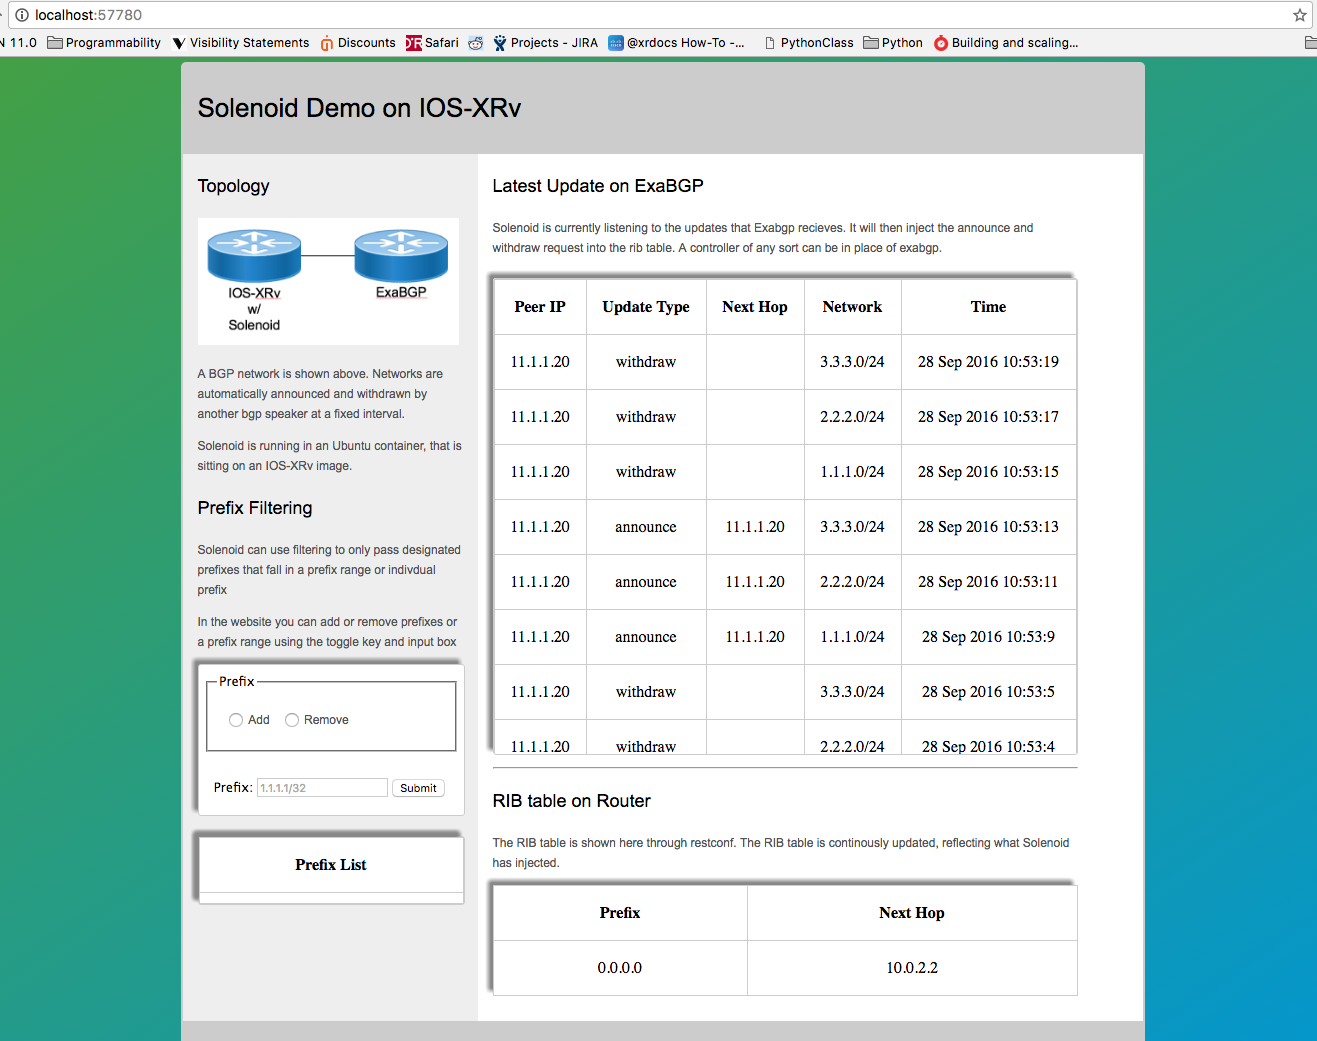 localhost:57780
N 11.0 Programmability Visibility Statements Discounts Safari Projects - JIRA @xrdocs How-To -... PythonClass Python Building and scaling...
Solenoid Demo on IOS-XRv
Topology
IOS-XRv
w/
Solenoid
ExaBGP
A BGP network is shown above. Networks are
automatically announced and withdrawn by
another bgp speaker at a fixed interval.
Solenoid is running in an Ubuntu container, that is
sitting on an IOS-XRv image.
Prefix Filtering
Solenoid can use filtering to only pass designated
prefixes that fall in a prefix range or indivdual
prefix
In the website you can add or remove prefixes or
a prefix range using the toggle key and input box
Prefix
Add Remove
Prefix: 1.1.1.1/32 Submit
Prefix List
Latest Update on ExaBGP
Solenoid is currently listening to the updates that Exabgp recieves. It will then inject the announce and
withdraw request into the rib table. A controller of any sort can be in place of exabgp.
Peer IP Update Type Next Hop Network Time
11.1.1.20 withdraw 3.3.3.0/24 28 Sep 2016 10:53:19
11.1.1.20 withdraw 2.2.2.0/24 28 Sep 2016 10:53:17
11.1.1.20 withdraw 1.1.1.0/24 28 Sep 2016 10:53:15
11.1.1.20 announce 11.1.1.20 3.3.3.0/24 28 Sep 2016 10:53:13
11.1.1.20 announce 11.1.1.20 2.2.2.0/24 28 Sep 2016 10:53:11
11.1.1.20 announce 11.1.1.20 1.1.1.0/24 28 Sep 2016 10:53:9
11.1.1.20 withdraw 3.3.3.0/24 28 Sep 2016 10:53:5
11.1.1.20 withdraw 2.2.2.0/24 28 Sep 2016 10:53:4
RIB table on Router
The RIB table is shown here through restconf. The RIB table is continously updated, reflecting what Solenoid
has injected.
Prefix Next Hop
0.0.0.0 10.0.2.2